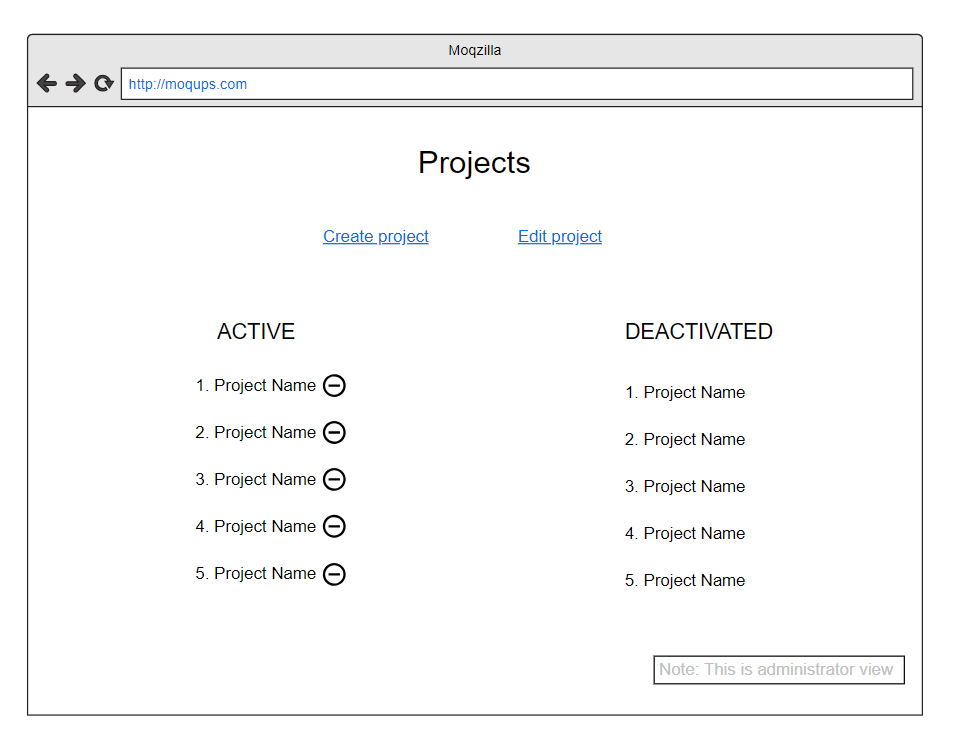 Moqzilla
http://moqups.com
Projects
Create project
Edit project
ACTIVE
1. Project Name
2. Project Name
3. Project Name
4. Project Name
5. Project Name
DEACTIVATED
1. Project Name
2. Project Name
3. Project Name
4. Project Name
5. Project Name
Note: This is administrator view